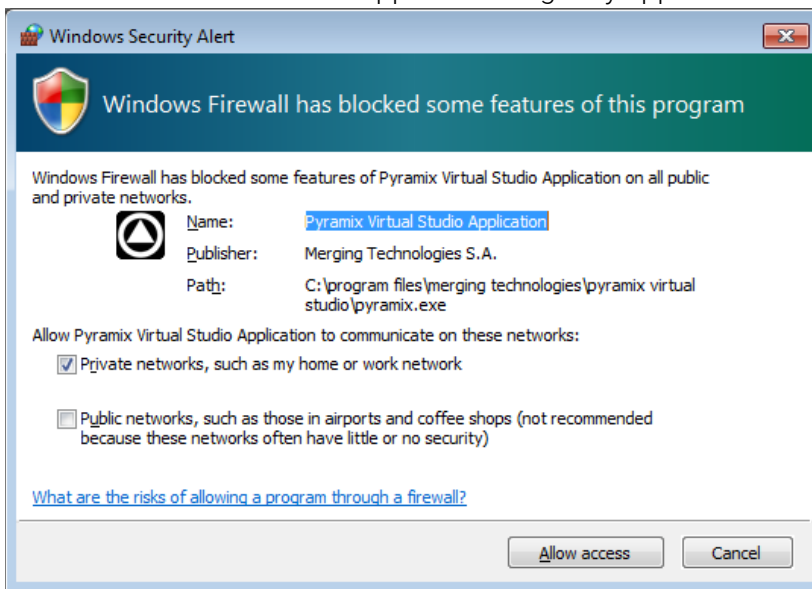 Windows Security Alert
Windows Firewall has blocked some features of this program
Windows Firewall has blocked some features of Pyramix Virtual Studio Application on all public
and private networks.
Name: Pyramix Virtual Studio Application
Publisher: Merging Technologies S.A.
Path: C:\program files\merging technologies\pyramix virtual
studio\pyramix.exe
Allow Pyramix Virtual Studio Application to communicate on these networks:
Private networks, such as my home or work network
Public networks, such as those in airports and coffee shops (not recommended
because these networks often have little or no security)
What are the risks of allowing a program through a firewall?
Allow access Cancel